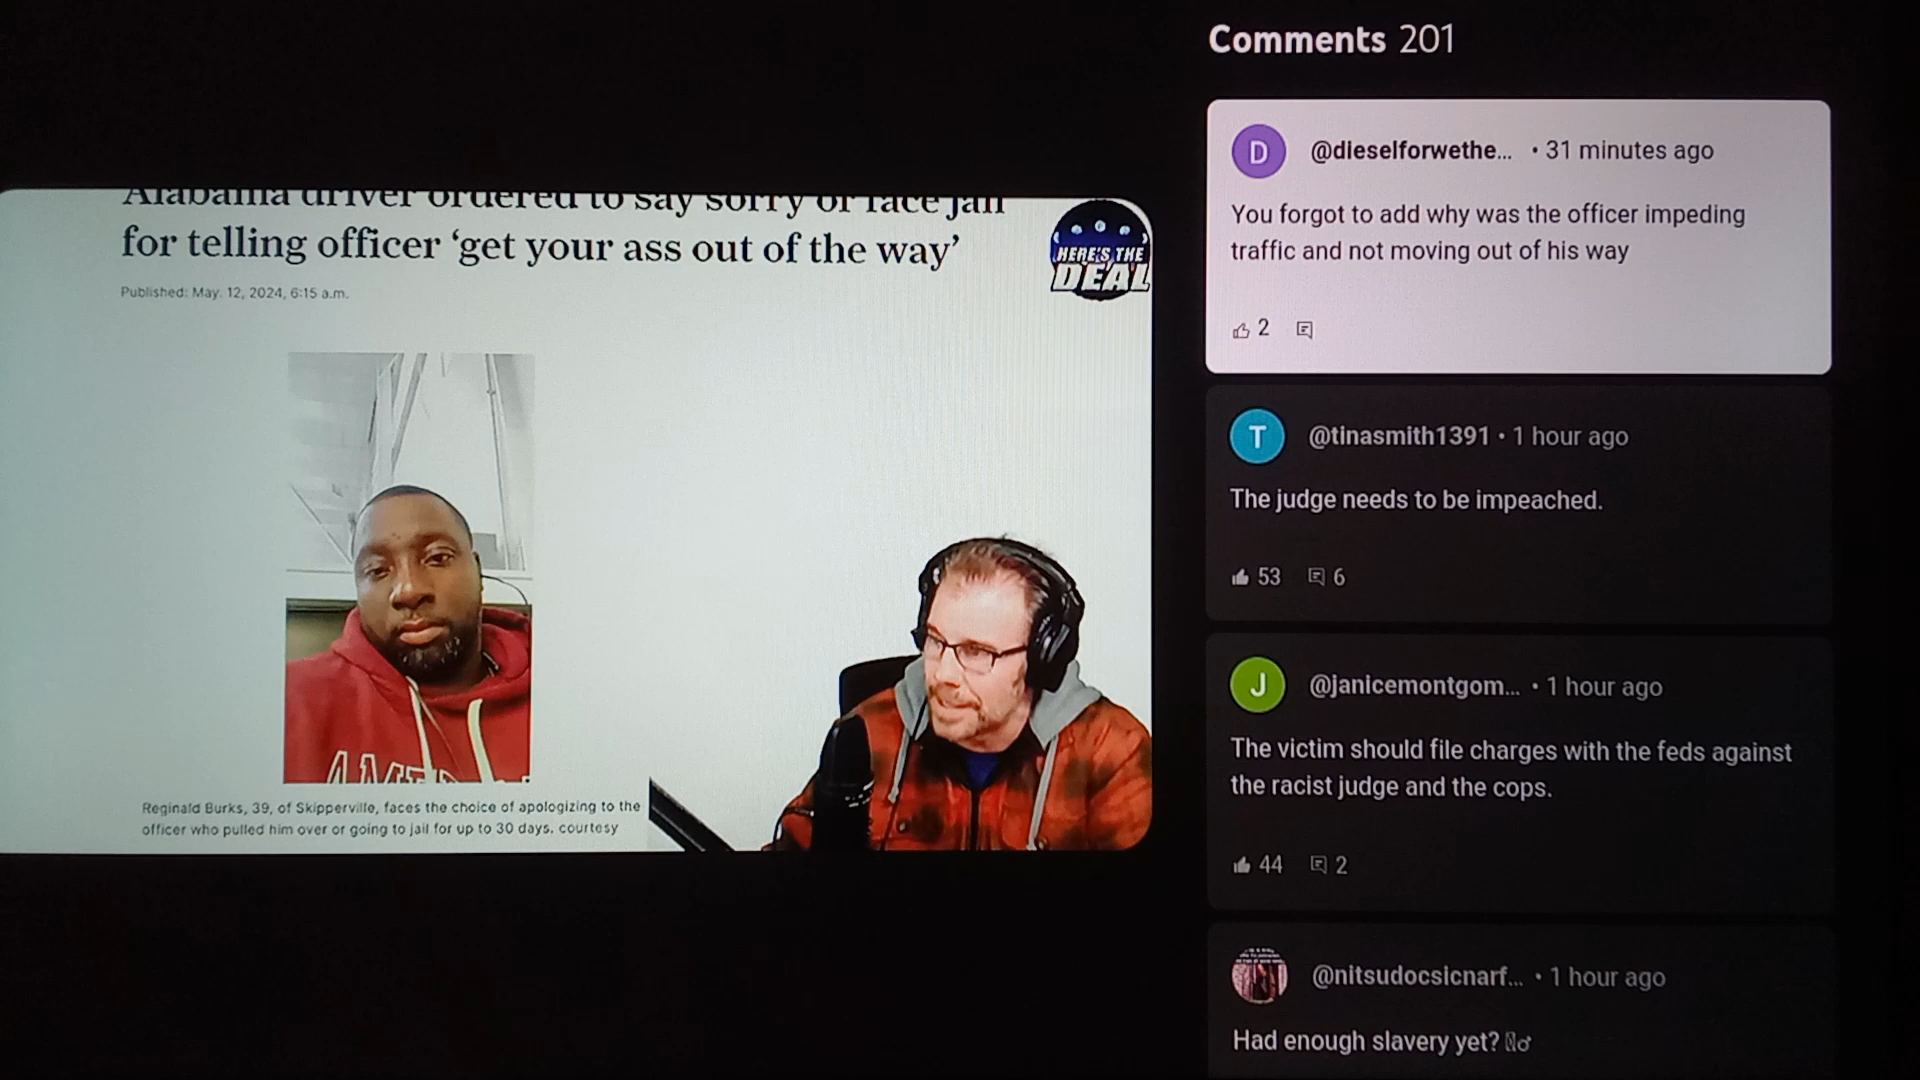 Alabama driver ordered to say sorry or face jail
for telling officer ‘get your ass out of the way’
Published: May. 12, 2024, 6:15 a.m.
HERE'S THE
DEAL
Reginald Burks, 39, of Skipperville, faces the choice of apologizing to the
officer who pulled him over or going to jail for up to 30 days. courtesy
Comments 201
D
@dieselforwethe... • 31 minutes ago
You forgot to add why was the officer impeding
traffic and not moving out of his way
2
T
@tinasmith1391 • 1 hour ago
The judge needs to be impeached.
53 6
J
@janicemontgom... • 1 hour ago
The victim should file charges with the feds against
the racist judge and the cops.
44 2
@nitsudocsicnarf... • 1 hour ago
Had enough slavery yet? ♂